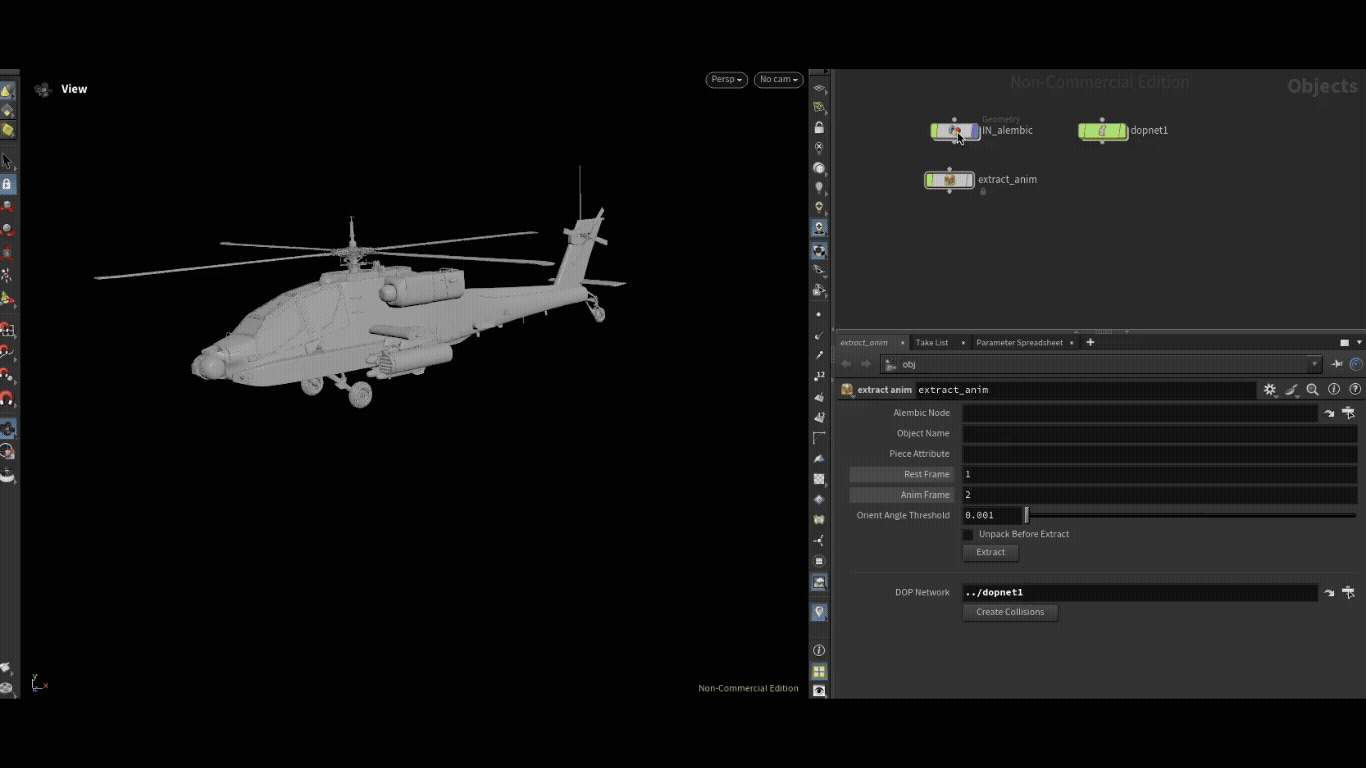 View
Persp
No cam
Non-Commercial Edition
Non-Commercial Edition
Objects
Geometry
IN_alembic
dopnet1
extract_anim
extract_anim
Take List
Parameter Spreadsheet
obj
extract anim
extract_anim
Alembic Node
Object Name
Piece Attribute
Rest Frame
1
Anim Frame
2
Orient Angle Threshold
0.001
Unpack Before Extract
Extract
DOP Network
../dopnet1
Create Collisions
y
x